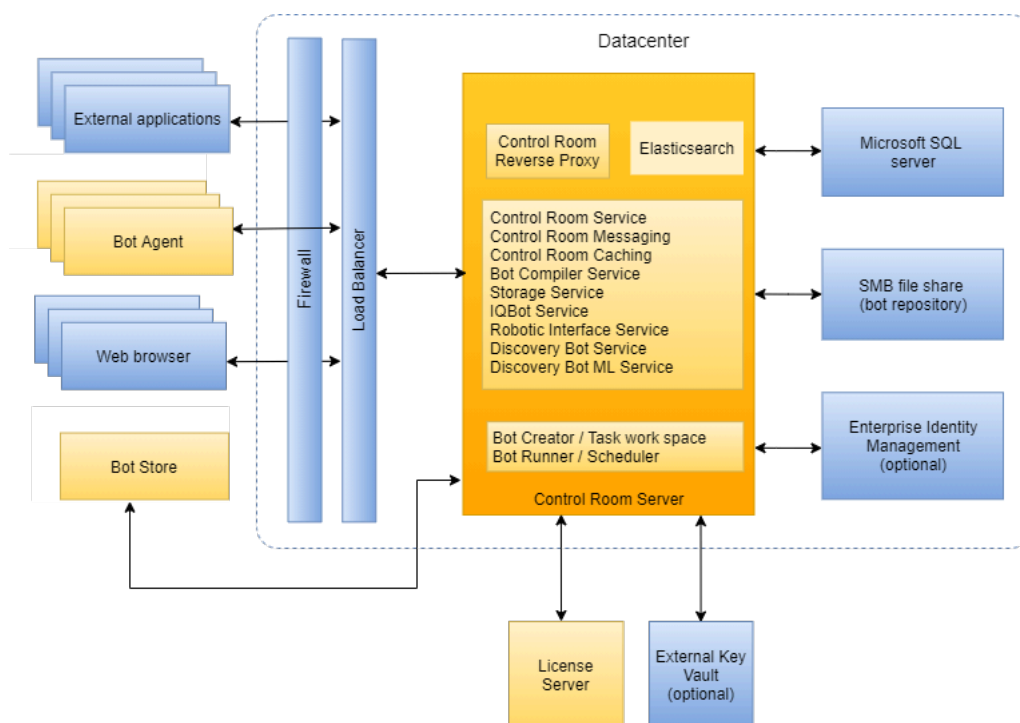 Datacenter
External applications
Bot Agent
Web browser
Bot Store
Firewall
Load Balancer
Control Room
Reverse Proxy
Elasticsearch
Control Room Service
Control Room Messaging
Control Room Caching
Bot Compiler Service
Storage Service
IQBot Service
Robotic Interface Service
Discovery Bot Service
Discovery Bot ML Service
Bot Creator / Task work space
Bot Runner / Scheduler
Control Room Server
Microsoft SQL
server
SMB file share
(bot repository)
Enterprise Identity
Management
(optional)
License
Server
External Key
Vault
(optional)